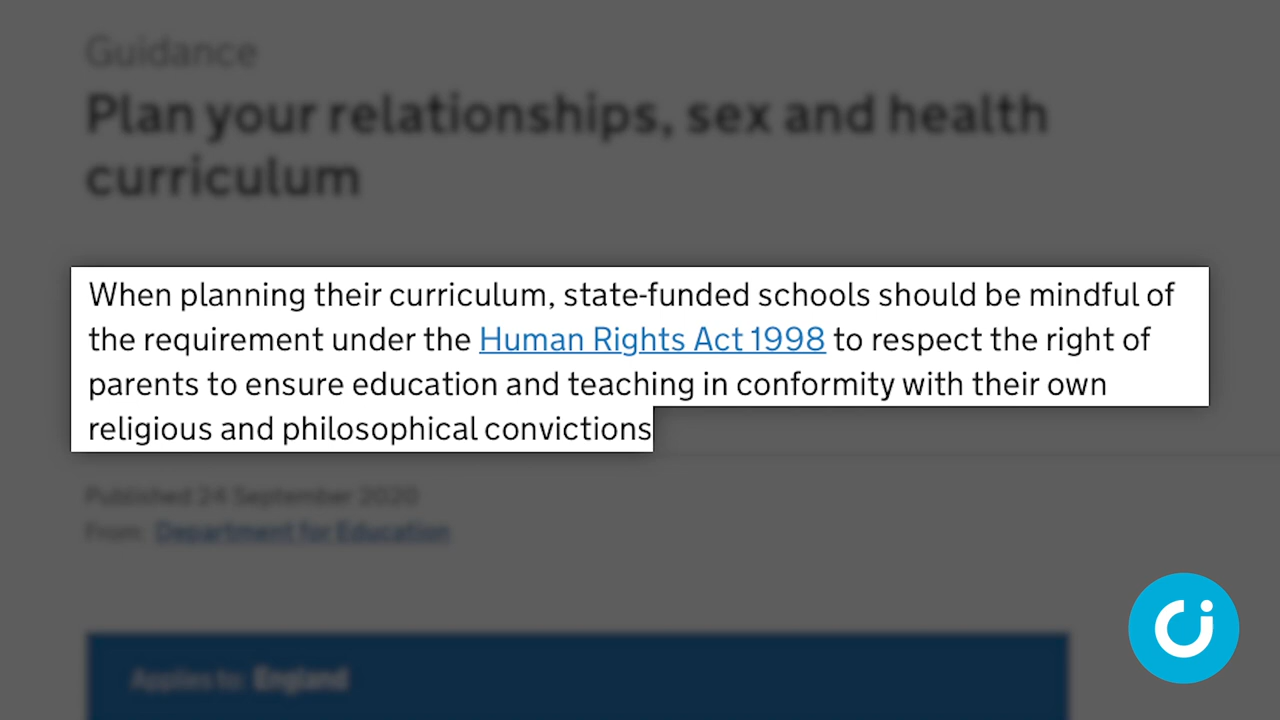 Guidance
Plan your relationships, sex and health
curriculum
When planning their curriculum, state-funded schools should be mindful of
the requirement under the Human Rights Act 1998 to respect the right of
parents to ensure education and teaching in conformity with their own
religious and philosophical convictions
Published 24 September 2020
From: Department for Education
Applies to: England